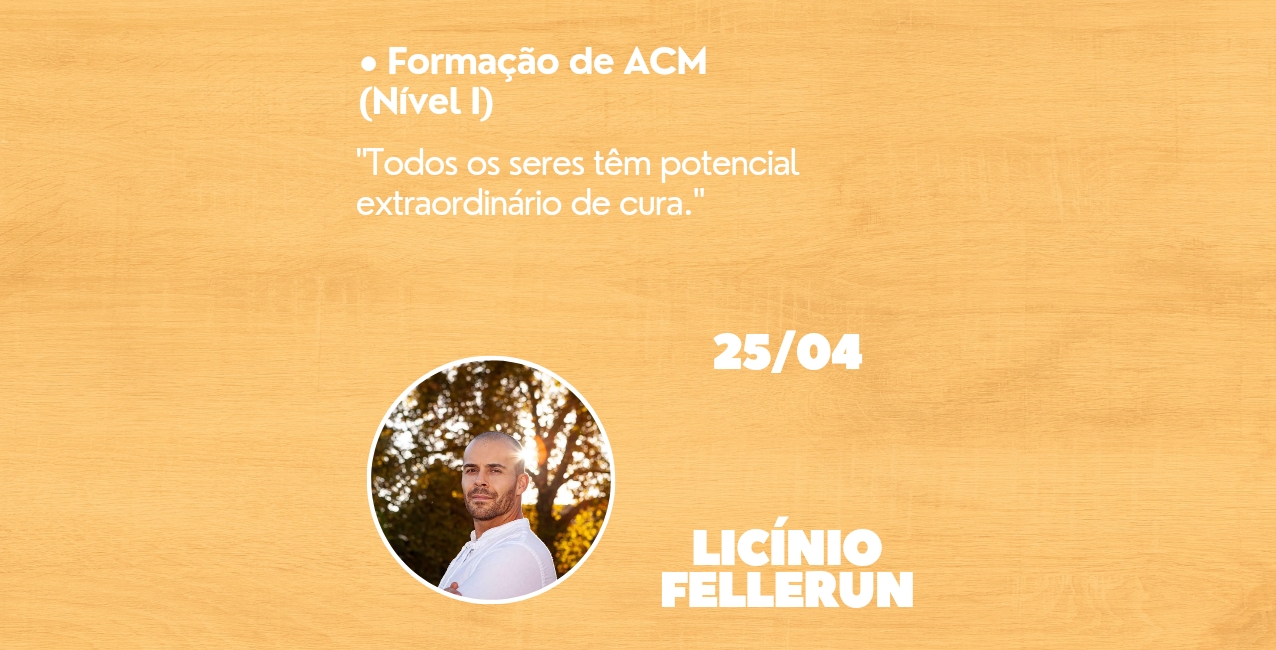 • Formação de ACM
(Nível I)
"Todos os seres têm potencial
extraordinário de cura."
25/04
LICÍNIO
FELLERUN